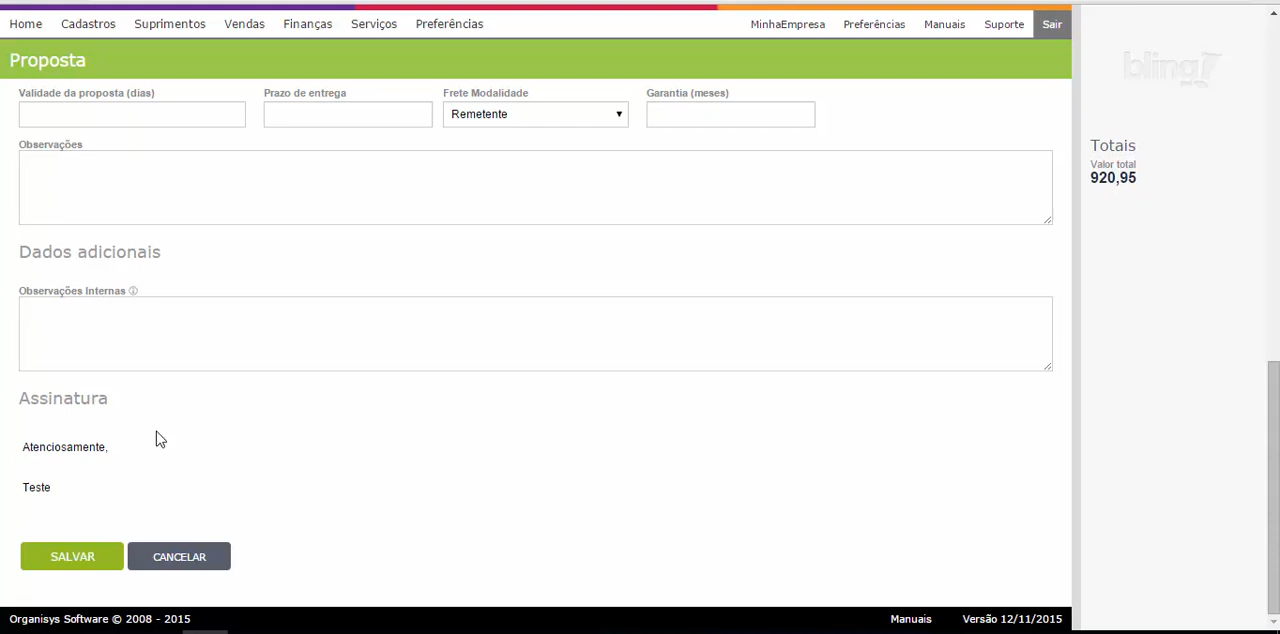 Home Cadastros Suprimentos Vendas Finanças Serviços Preferências MinhaEmpresa Preferências Manuais Suporte Sair
bling
Proposta
Validade da proposta (dias) Prazo de entrega Frete Modalidade Garantia (meses)
Remetente
Observações
Totais
Valor total
920,95
Dados adicionais
Observações Internas
Assinatura
Atenciosamente,
Teste
SALVAR CANCELAR
Organisys Software © 2008 - 2015 Manuais Versão 12/11/2015